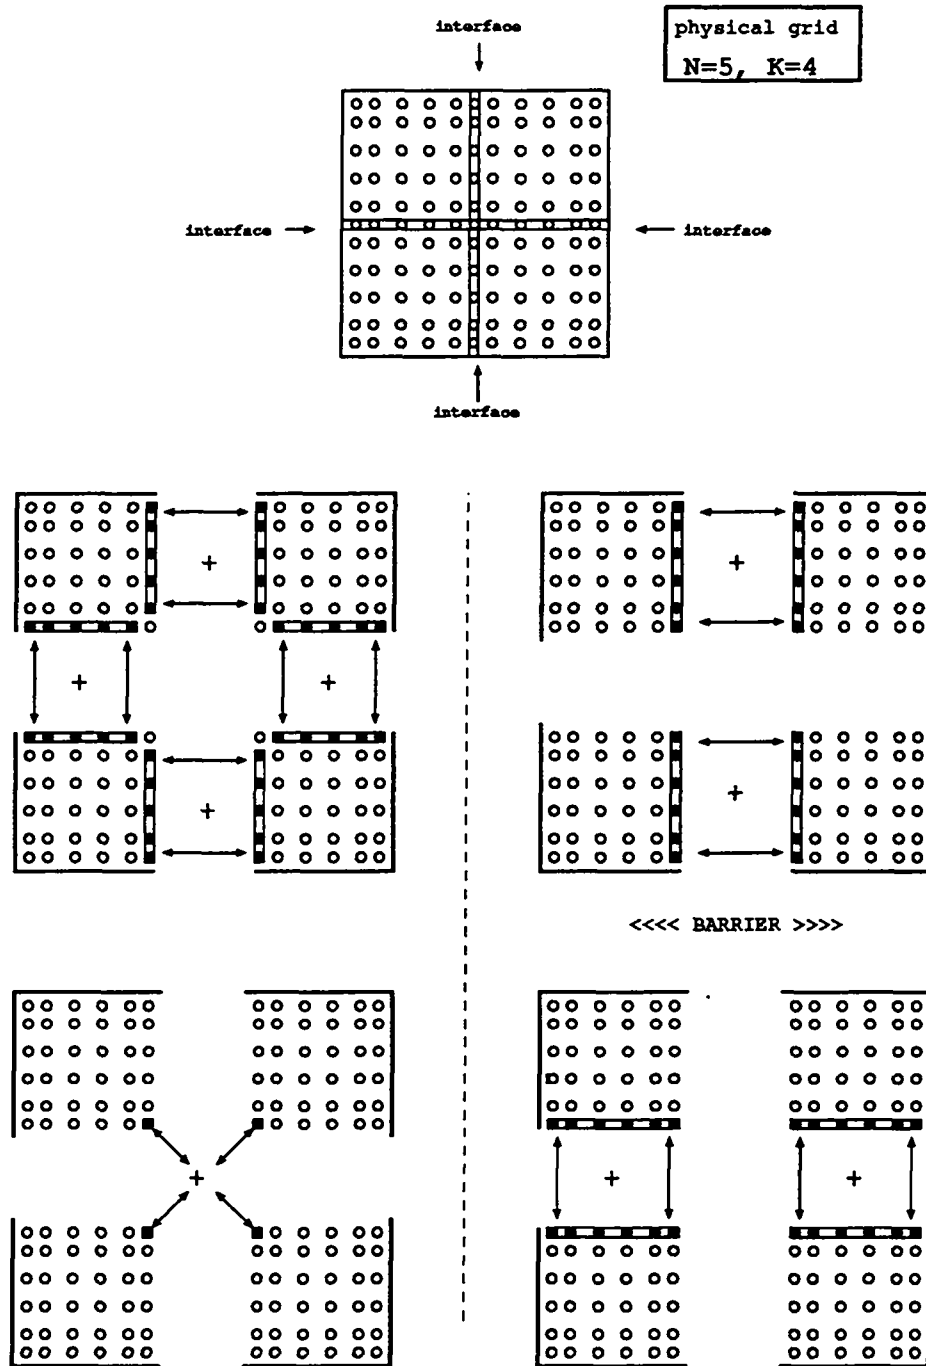 interface
physical grid
N=5, K=4
interface
interface
interface
+
+
+
+
+
+
<<<< BARRIER >>>>
+
+
+